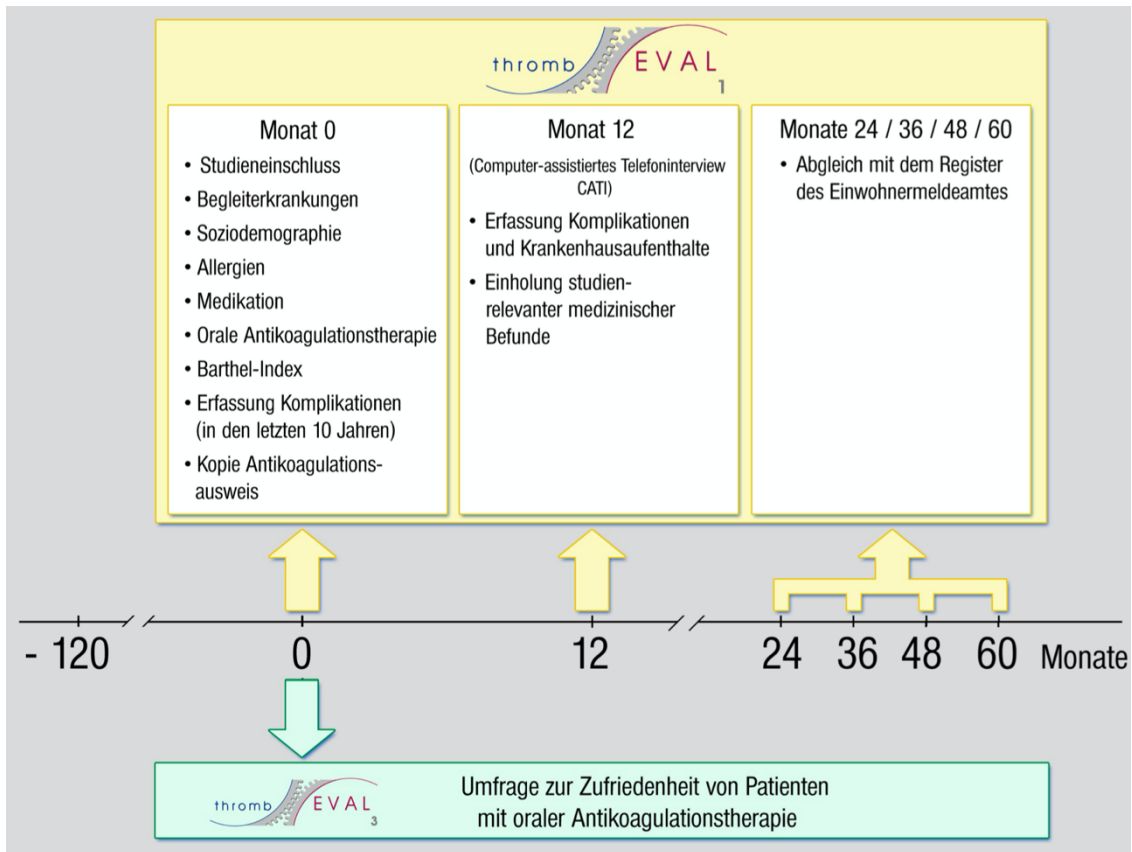 thromb EVAL 1
Monat 0
• Studieneinschluss
• Begleiterkrankungen
• Soziodemographie
• Allergien
• Medikation
• Orale Antikoagulationstherapie
• Barthel-Index
• Erfassung Komplikationen
(in den letzten 10 Jahren)
• Kopie Antikoagulations-
ausweis
Monat 12
(Computer-assistiertes Telefoninterview
CATI)
• Erfassung Komplikationen
und Krankenhausaufenthalte
• Einholung studien-
relevanter medizinischer
Befunde
Monate 24 / 36 / 48 / 60
• Abgleich mit dem Register
des Einwohnermeldeamtes
- 120 0 12 24 36 48 60 Monate
thromb EVAL 3
Umfrage zur Zufriedenheit von Patienten
mit oraler Antikoagulationstherapie